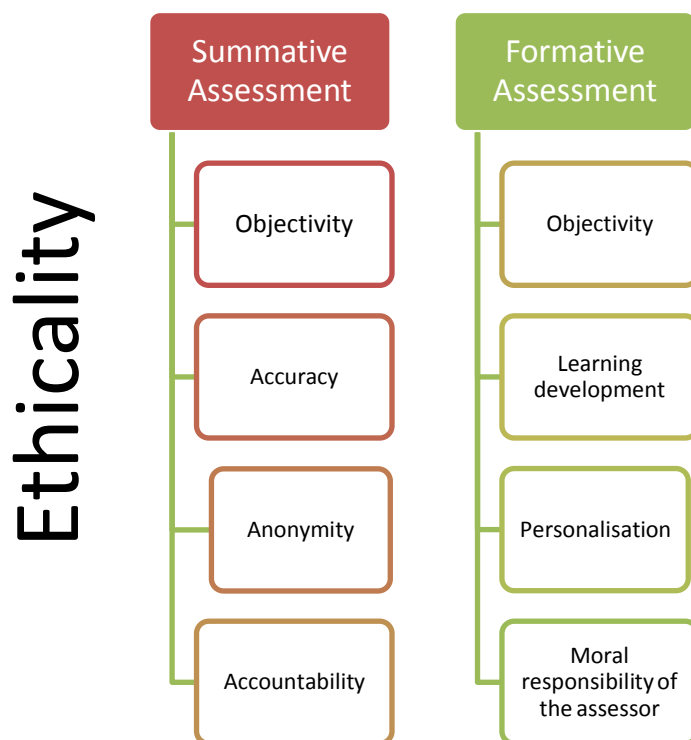 Ethicality
Summative
Assessment
Objectivity
Accuracy
Anonymity
Accountability
Formative
Assessment
Objectivity
Learning
development
Personalisation
Moral
responsibility of
the assessor